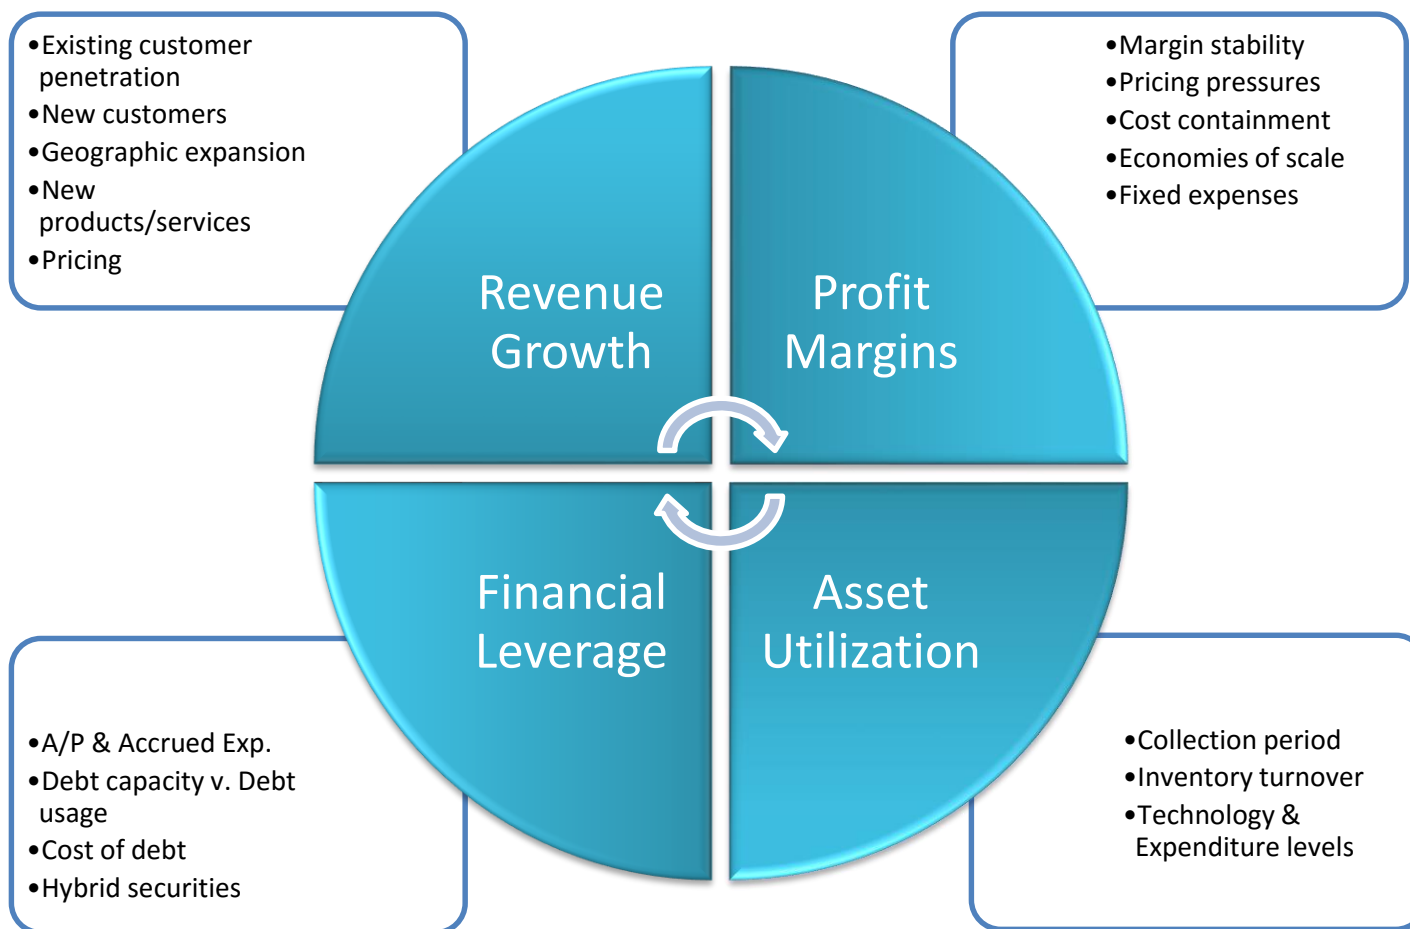 •Existing customer
penetration
•New customers
•Geographic expansion
•New
products/services
•Pricing
•Margin stability
•Pricing pressures
•Cost containment
•Economies of scale
•Fixed expenses
Revenue
Growth
Profit
Margins
Financial
Leverage
Asset
Utilization
•A/P & Accrued Exp.
•Debt capacity v. Debt
usage
•Cost of debt
•Hybrid securities
•Collection period
•Inventory turnover
•Technology &
Expenditure levels